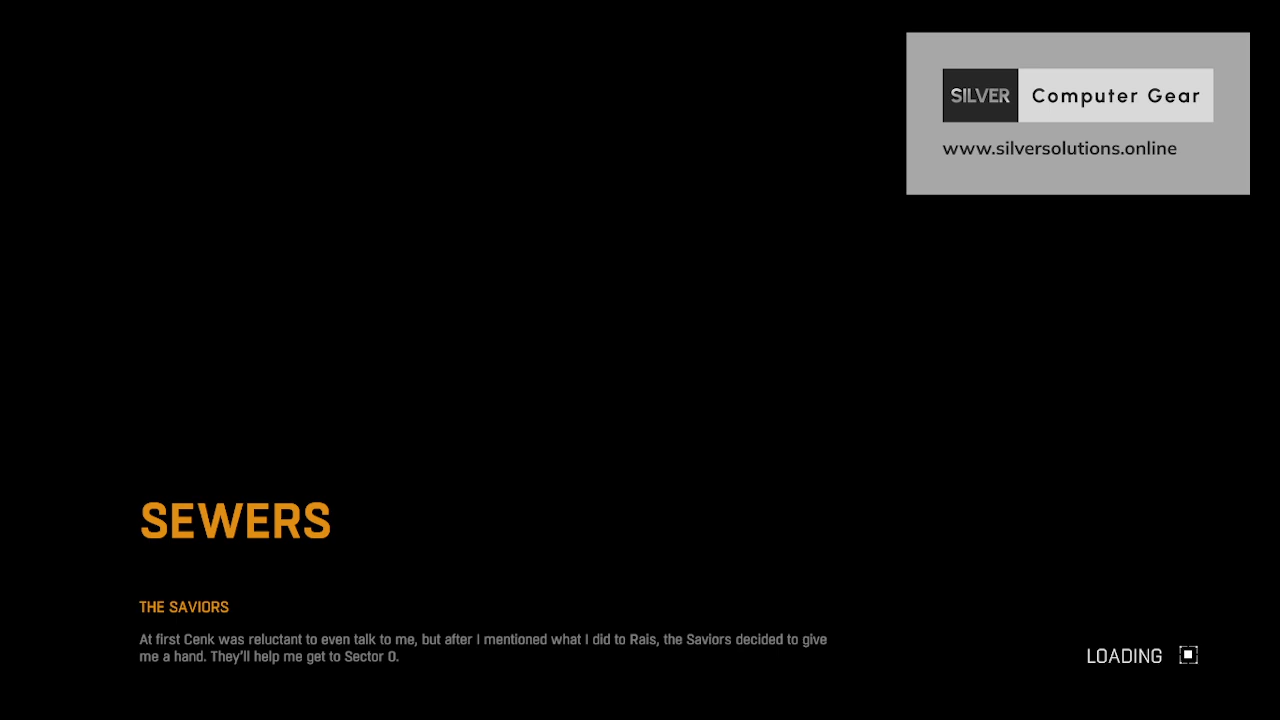 SILVER Computer Gear
www.silversolutions.online
SEWERS
THE SAVIORS
At first Cenk was reluctant to even talk to me, but after I mentioned what I did to Rais, the Saviors decided to give
me a hand. They'll help me get to Sector 0.
LOADING